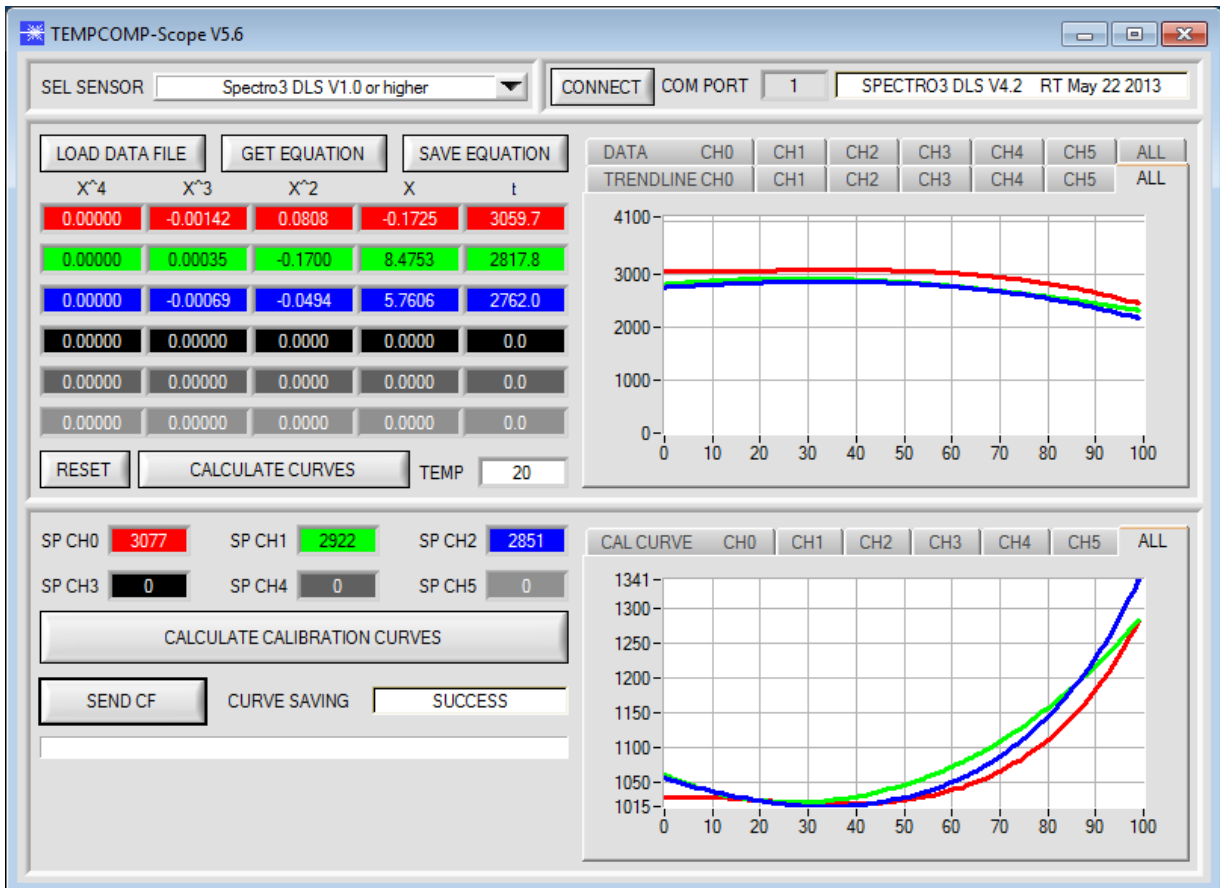 TEMPCOMP-Scope V5.6
SEL SENSOR Spectro3 DLS V1.0 or higher CONNECT COM PORT 1 SPECTRO3 DLS V4.2 RT May 22 2013
LOAD DATA FILE GET EQUATION SAVE EQUATION
X^4 X^3 X^2 X t
0.00000 -0.00142 0.0808 -0.1725 3059.7
0.00000 0.00035 -0.1700 8.4753 2817.8
0.00000 -0.00069 -0.0494 5.7606 2762.0
0.00000 0.00000 0.0000 0.0000 0.0
0.00000 0.00000 0.0000 0.0000 0.0
0.00000 0.00000 0.0000 0.0000 0.0
RESET CALCULATE CURVES TEMP 20
DATA CH0 CH1 CH2 CH3 CH4 CH5 ALL
TRENDLINE CH0 CH1 CH2 CH3 CH4 CH5 ALL
4100
3000
2000
1000
0
0 10 20 30 40 50 60 70 80 90 100
SP CH0 3077 SP CH1 2922 SP CH2 2851
SP CH3 0 SP CH4 0 SP CH5 0
CALCULATE CALIBRATION CURVES
SEND CF CURVE SAVING SUCCESS
CAL CURVE CH0 CH1 CH2 CH3 CH4 CH5 ALL
1341
1300
1250
1200
1150
1100
1050
1015
0 10 20 30 40 50 60 70 80 90 100